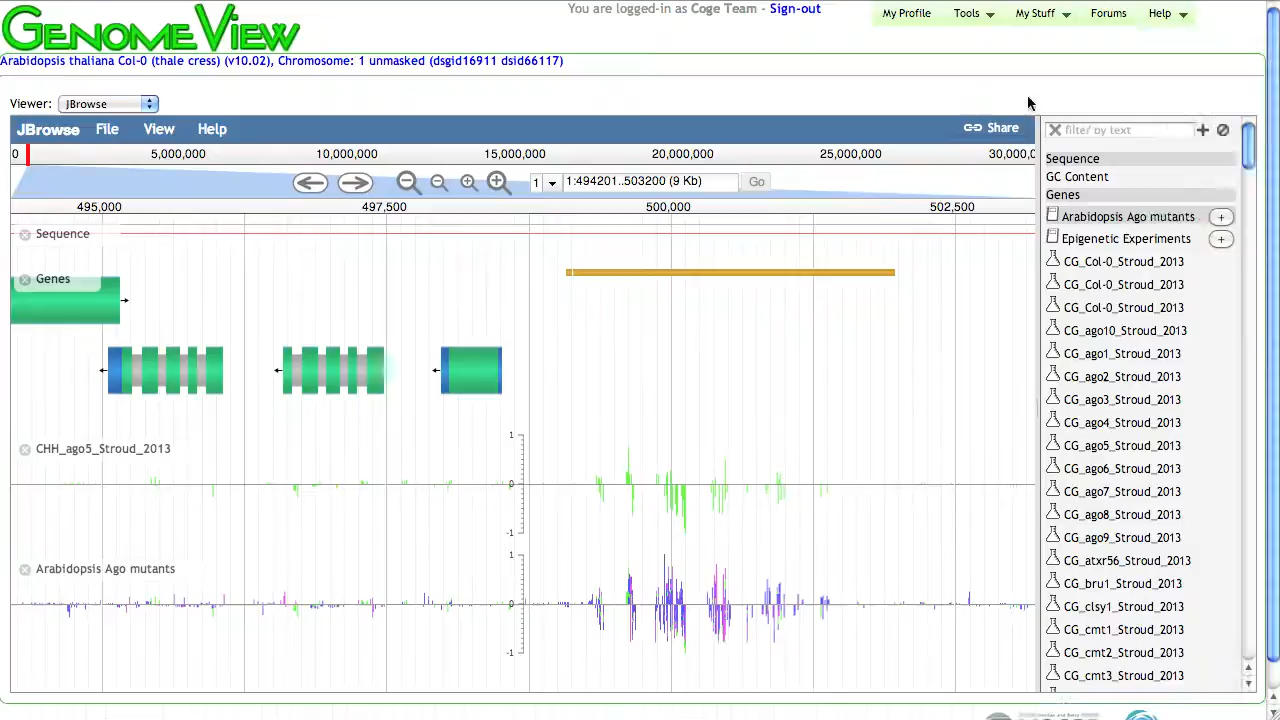 You are logged-in as Coge Team - Sign-out
My Profile Tools My Stuff Forums Help
GENOMEVIEW
Arabidopsis thaliana Col-0 (thale cress) (v10.02), Chromosome: 1 unmasked (dsgid16911 dsid66117)
Viewer: JBrowse
JBrowse File View Help Share
0 5,000,000 10,000,000 15,000,000 20,000,000 25,000,000 30,000,0
1 1:494201..503200 (9 Kb) Go
495,000 497,500 500,000 502,500
Sequence
Genes
CHH_ago5_Stroud_2013
1
0
-1
Arabidopsis Ago mutants
1
0
-1
filter by text
Sequence
GC Content
Genes
Arabidopsis Ago mutants +
Epigenetic Experiments +
CG_Col-0_Stroud_2013
CG_Col-0_Stroud_2013
CG_Col-0_Stroud_2013
CG_ago10_Stroud_2013
CG_ago1_Stroud_2013
CG_ago2_Stroud_2013
CG_ago3_Stroud_2013
CG_ago4_Stroud_2013
CG_ago5_Stroud_2013
CG_ago6_Stroud_2013
CG_ago7_Stroud_2013
CG_ago8_Stroud_2013
CG_ago9_Stroud_2013
CG_atxr56_Stroud_2013
CG_bru1_Stroud_2013
CG_clsy1_Stroud_2013
CG_cmt1_Stroud_2013
CG_cmt2_Stroud_2013
CG_cmt3_Stroud_2013